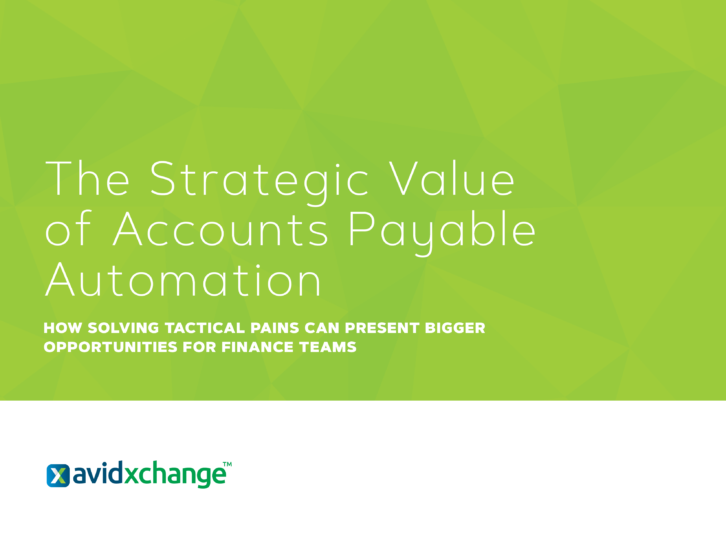 The Strategic Value
of Accounts Payable
Automation
HOW SOLVING TACTICAL PAINS CAN PRESENT BIGGER
OPPORTUNITIES FOR FINANCE TEAMS
x avidxchange™